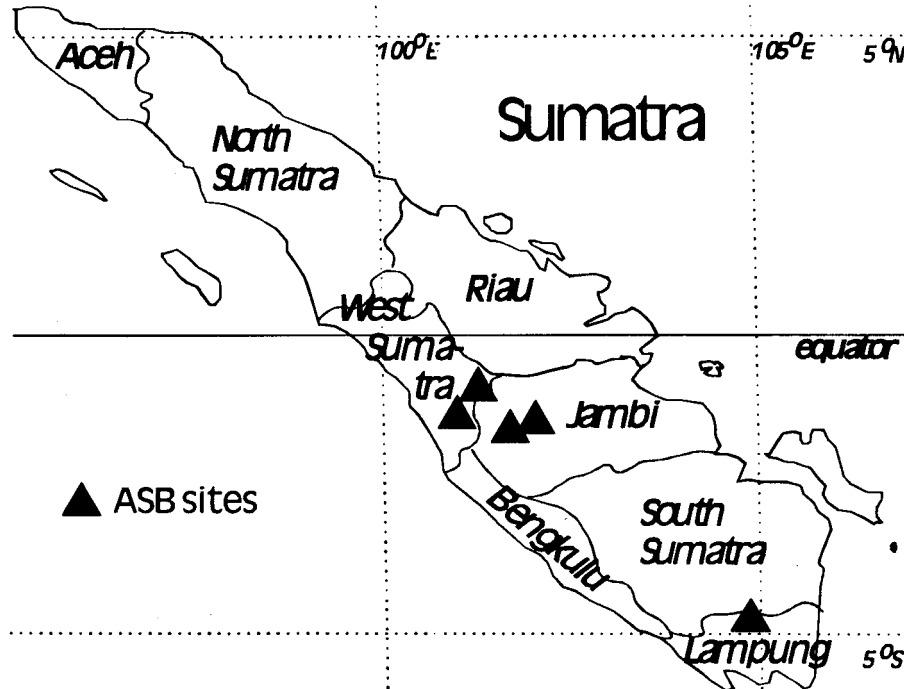 100°E
105°E
5°N
Aceh
Sumatra
North
Sumatra
Riau
West
Suma-
tra
equator
Jambi
ASB sites
Bengkullu
South
Sumatra
Lampung
5°S